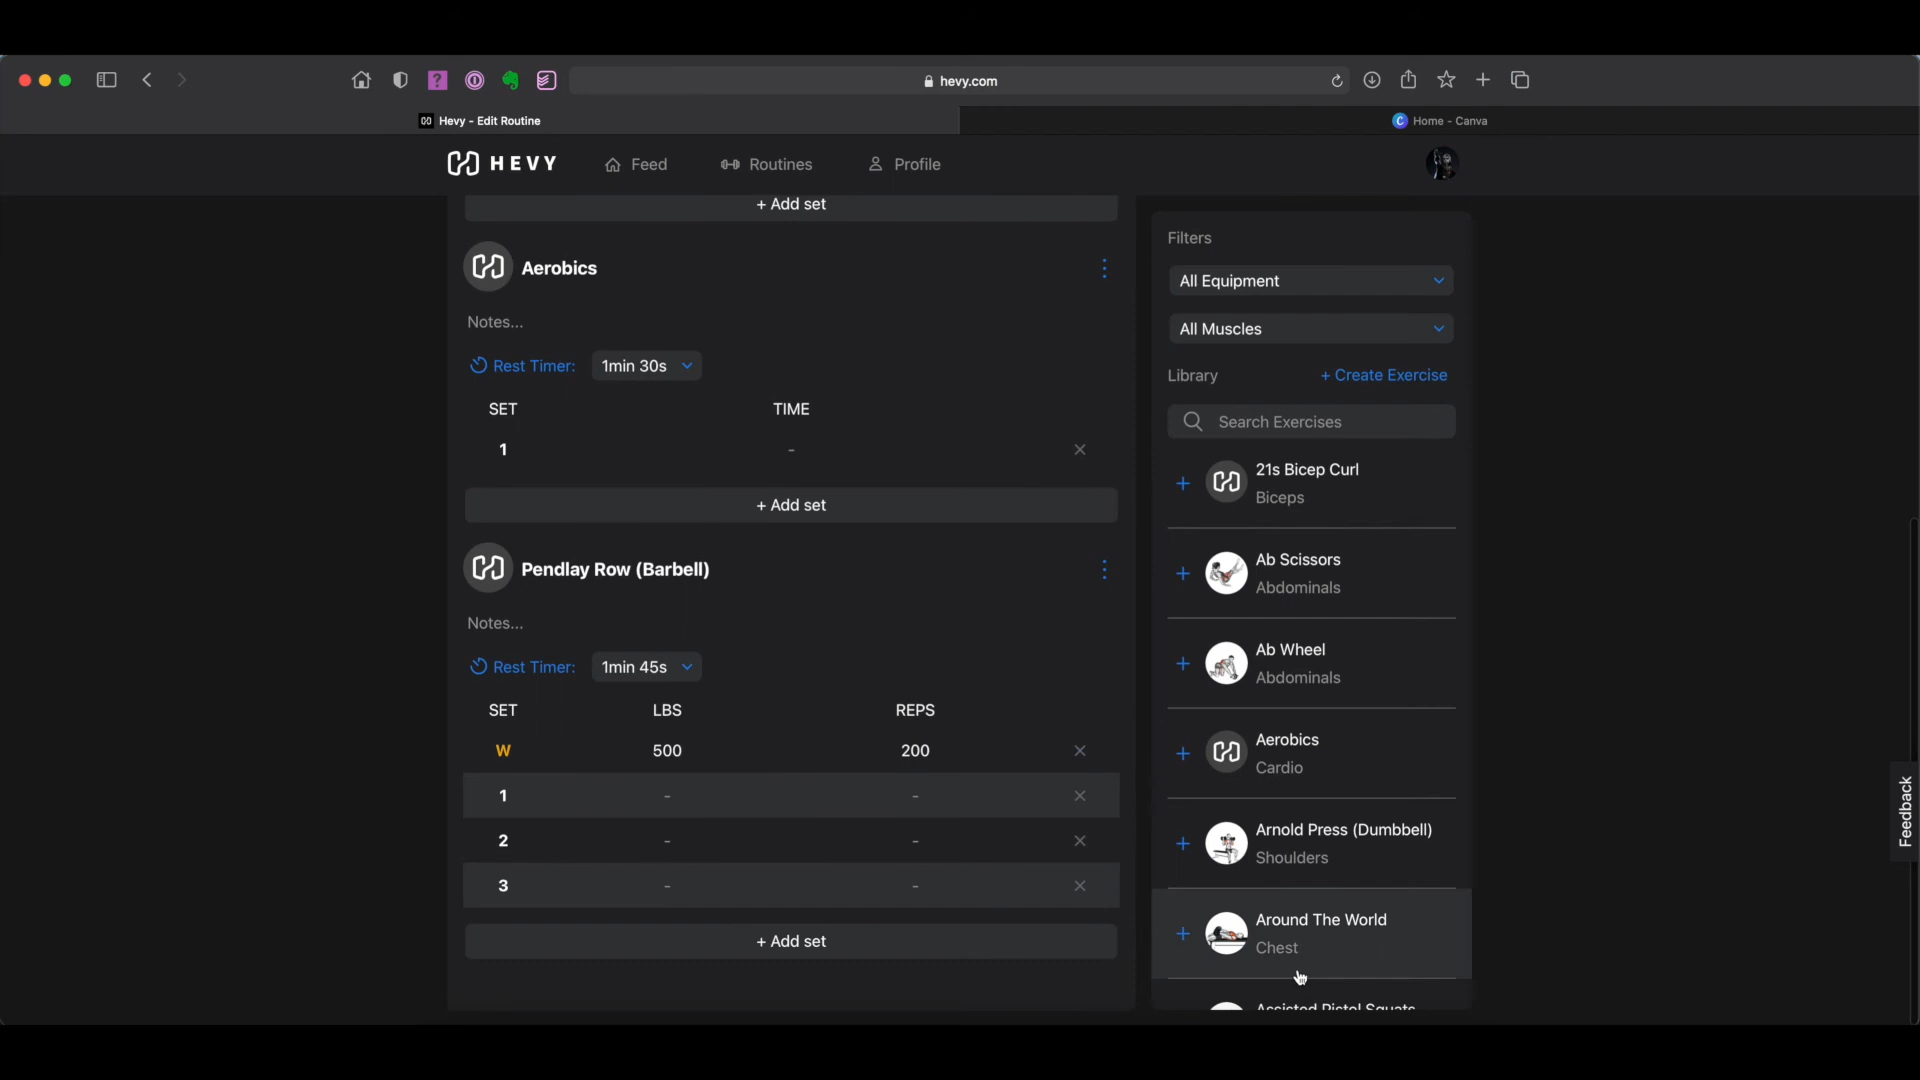 hevy.com
Hevy - Edit Routine
Home - Canva
HEVY
Feed
Routines
Profile
+ Add set
Aerobics
Notes...
Rest Timer:
1min 30s
SET TIME
1 -
+ Add set
Pendlay Row (Barbell)
Notes...
Rest Timer:
1min 45s
SET LBS REPS
W 500 200
1 - -
2 - -
3 - -
+ Add set
Filters
All Equipment
All Muscles
Library
+ Create Exercise
Search Exercises
21s Bicep Curl
Biceps
Ab Scissors
Abdominals
Ab Wheel
Abdominals
Aerobics
Cardio
Arnold Press (Dumbbell)
Shoulders
Around The World
Chest
Assisted Pistol Squats
Feedback